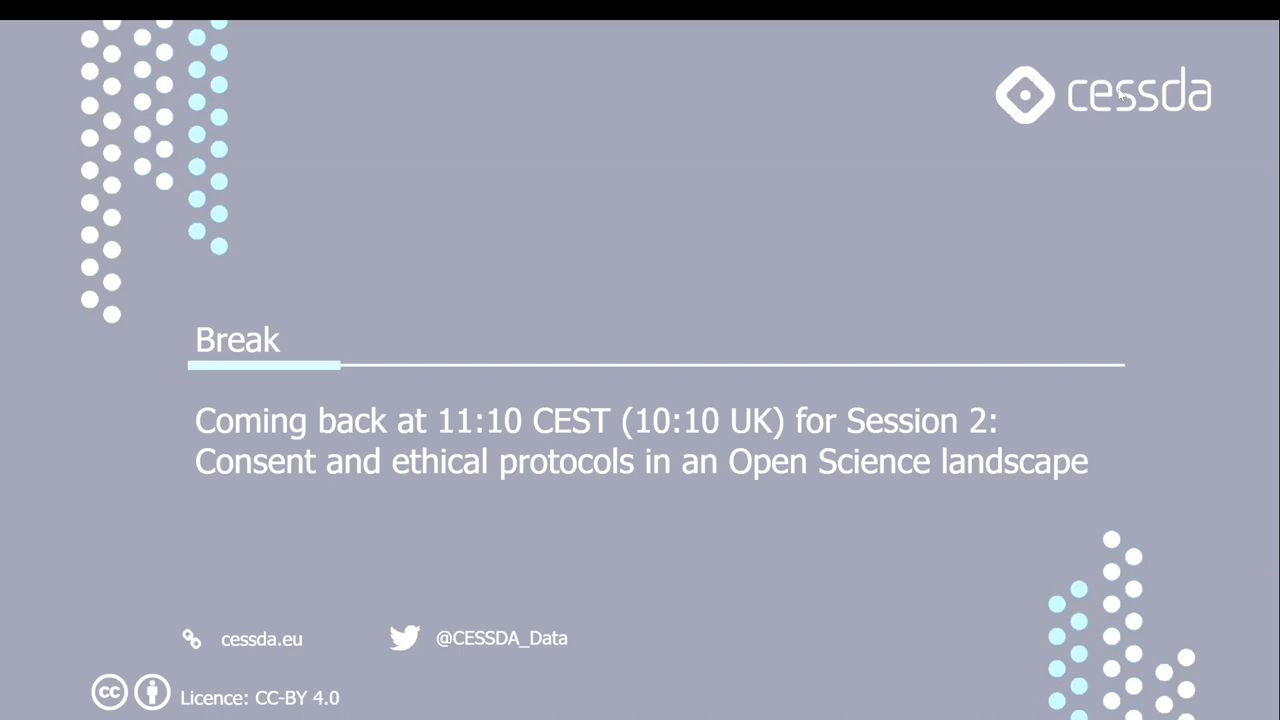 cessda
Break
Coming back at 11:10 CEST (10:10 UK) for Session 2:
Consent and ethical protocols in an Open Science landscape
cessda.eu
@CESSDA_Data
cc
Licence: CC-BY 4.0